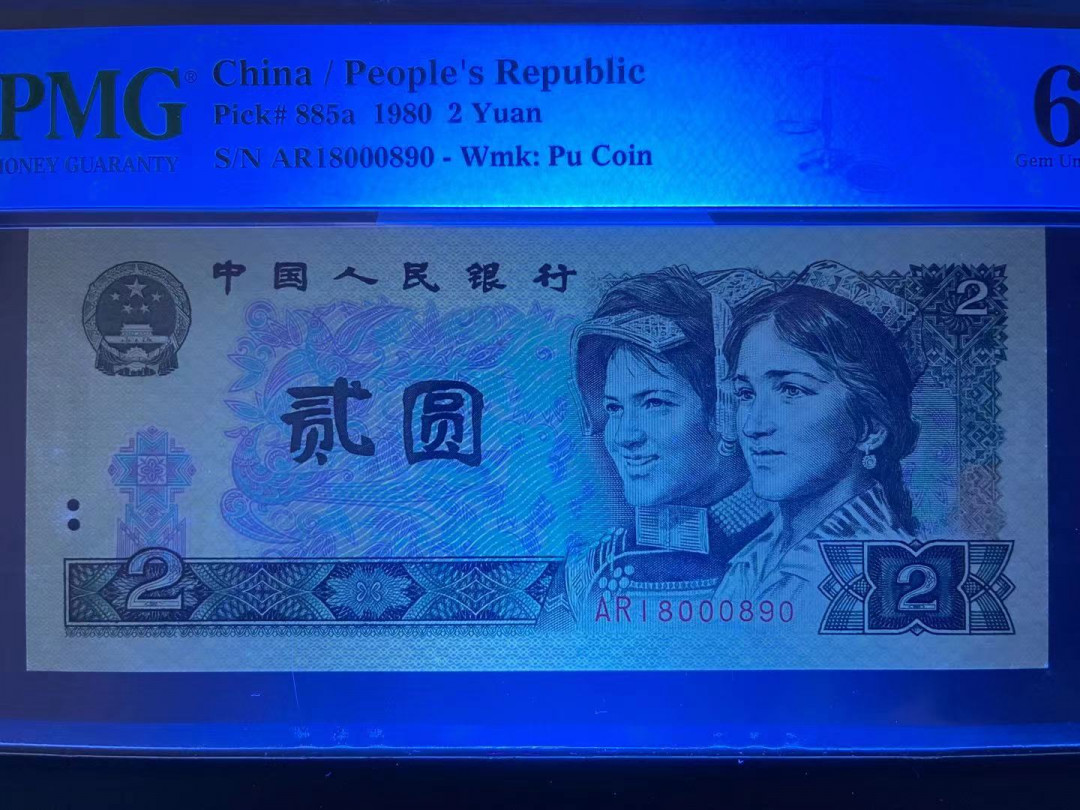 PMG®
MONEY GUARANTY
China / People's Republic
Pick# 885a 1980 2 Yuan
S/N AR18000890 - Wmk: Pu Coin
6
Gem Un
中国人民银行
2
贰圆
2
AR18000890
2